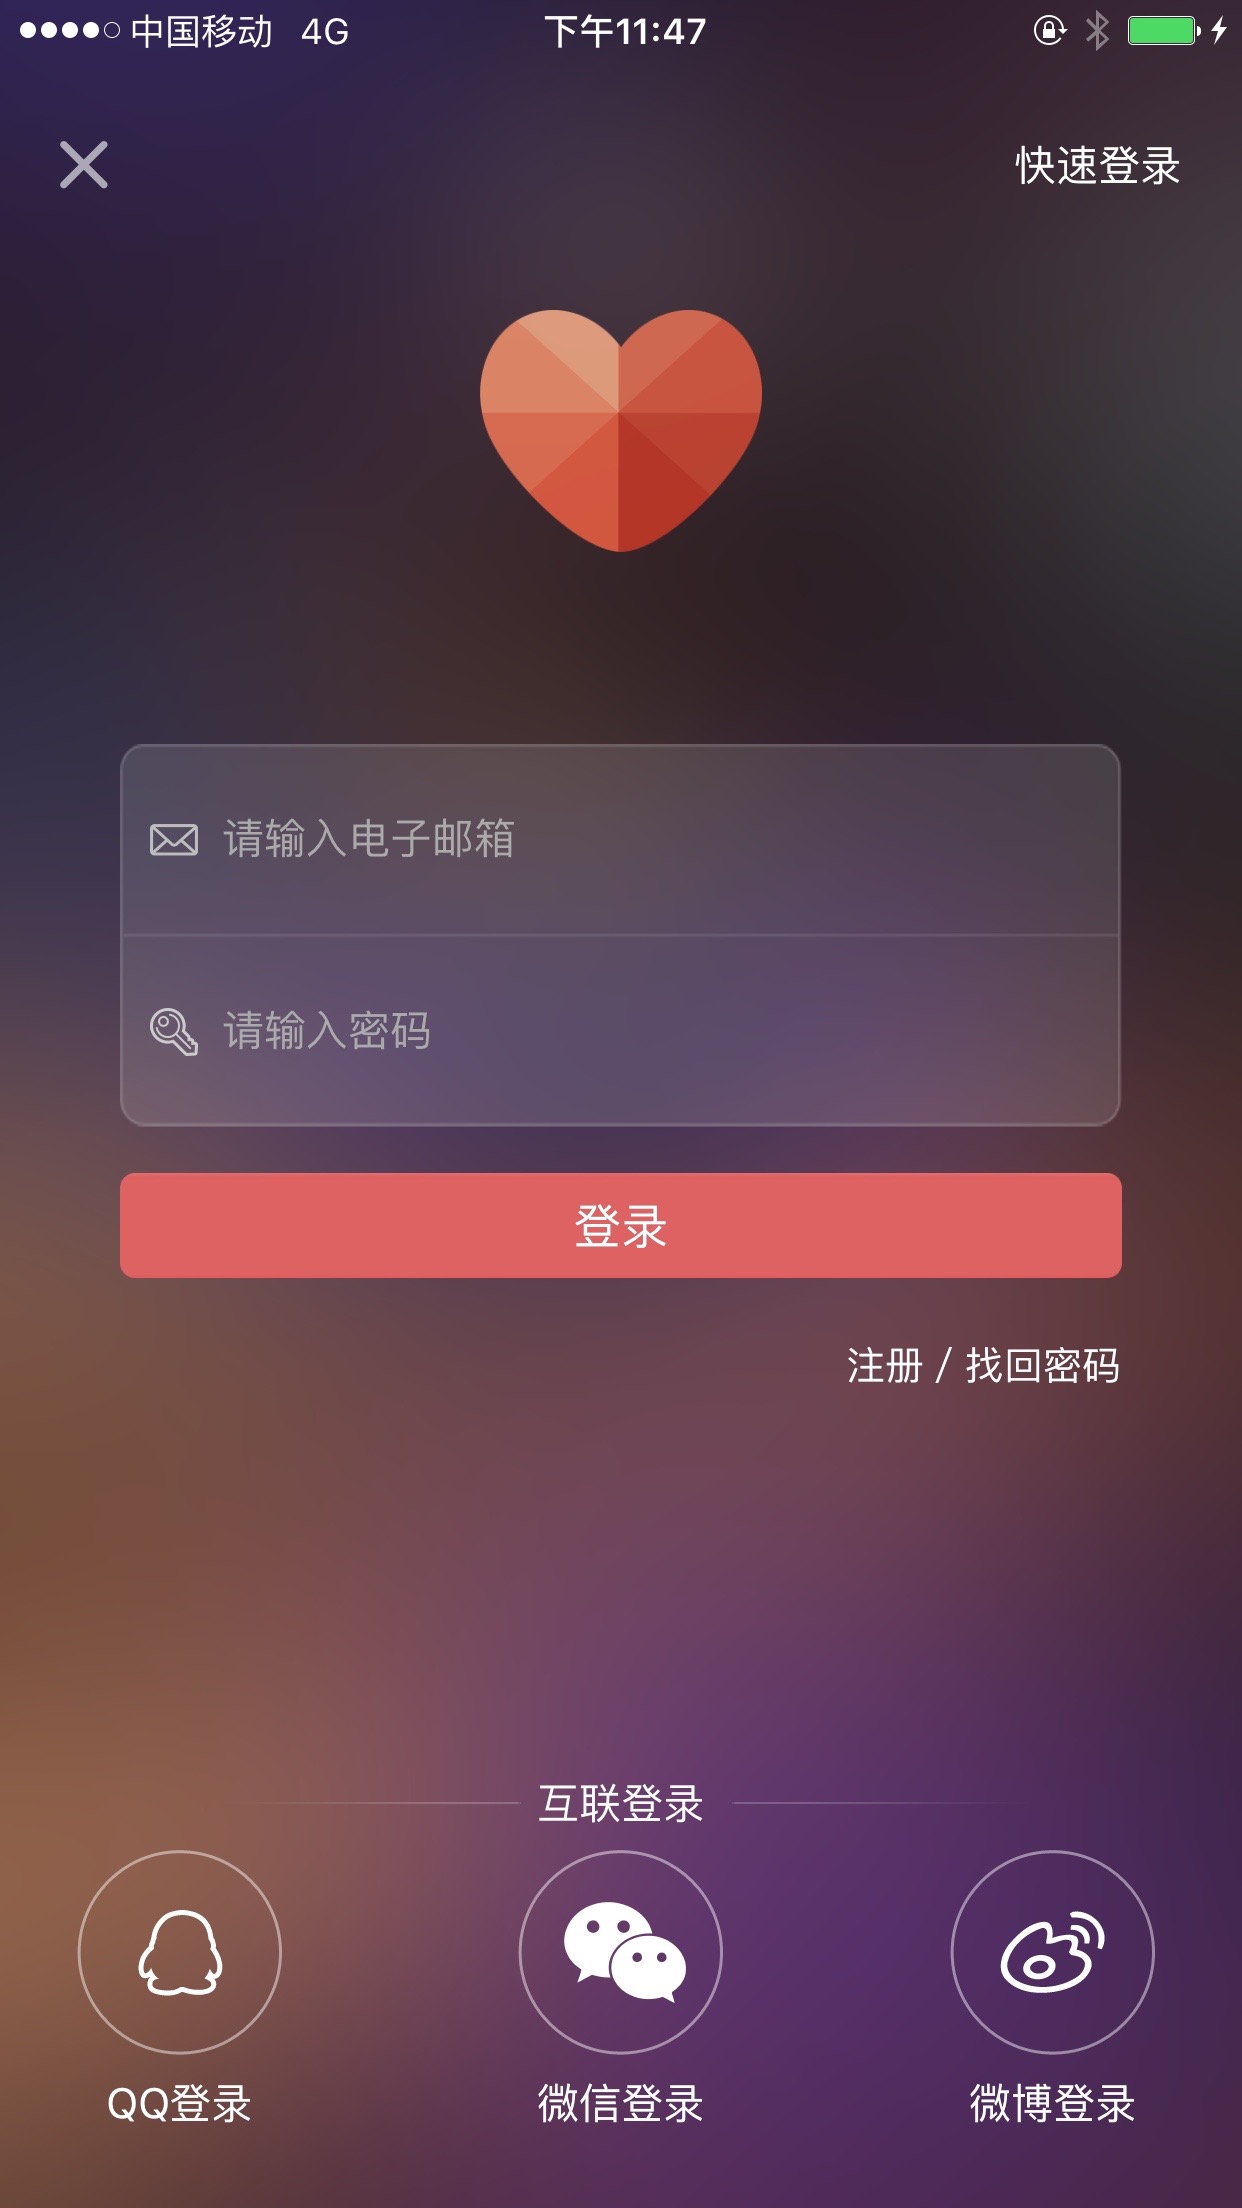 中国移动 4G 下午11:47
快速登录
请输入电子邮箱
请输入密码
登录
注册 / 找回密码
互联登录
QQ登录 微信登录 微博登录